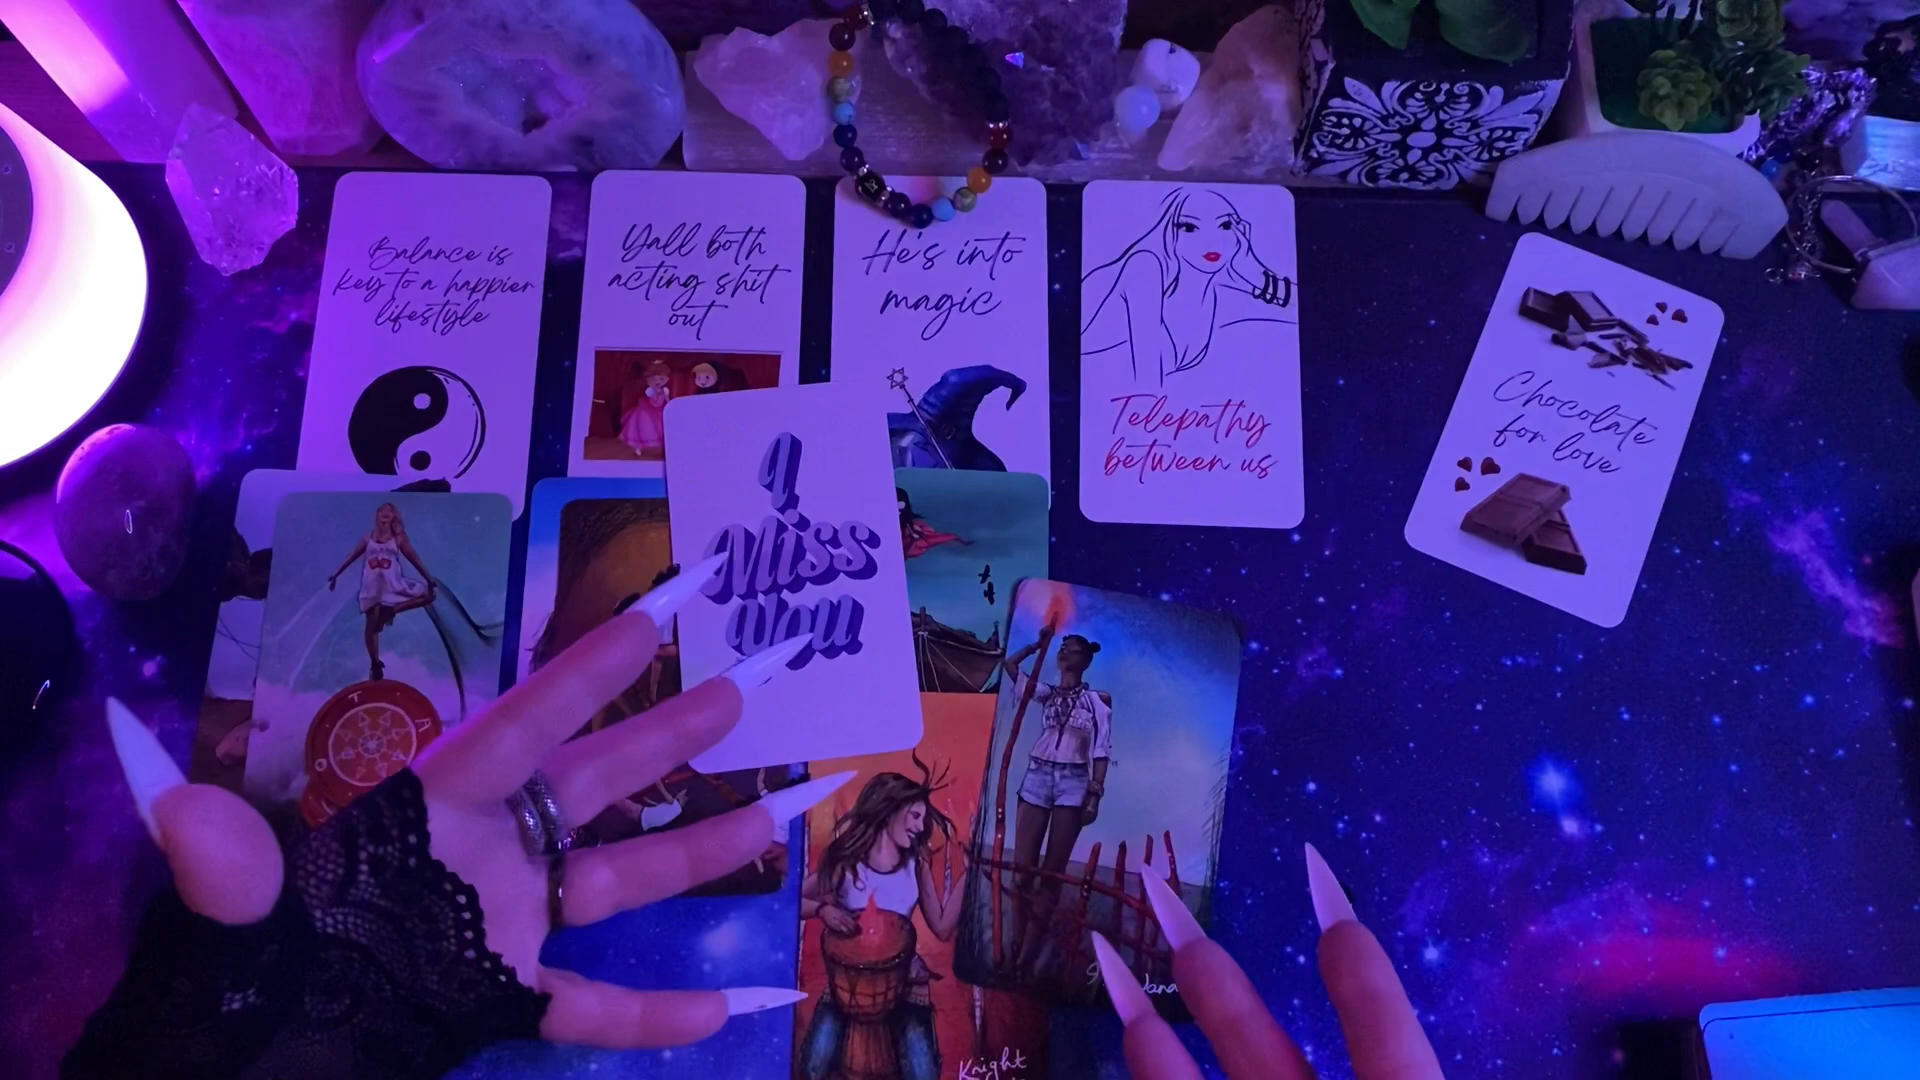 Balance is
key to a happier
lifestyle
Yall both
acting shit
out
He's into
magic
Telepathy
between us
Chocolate
for love
I
Miss
You
T
A
Knight